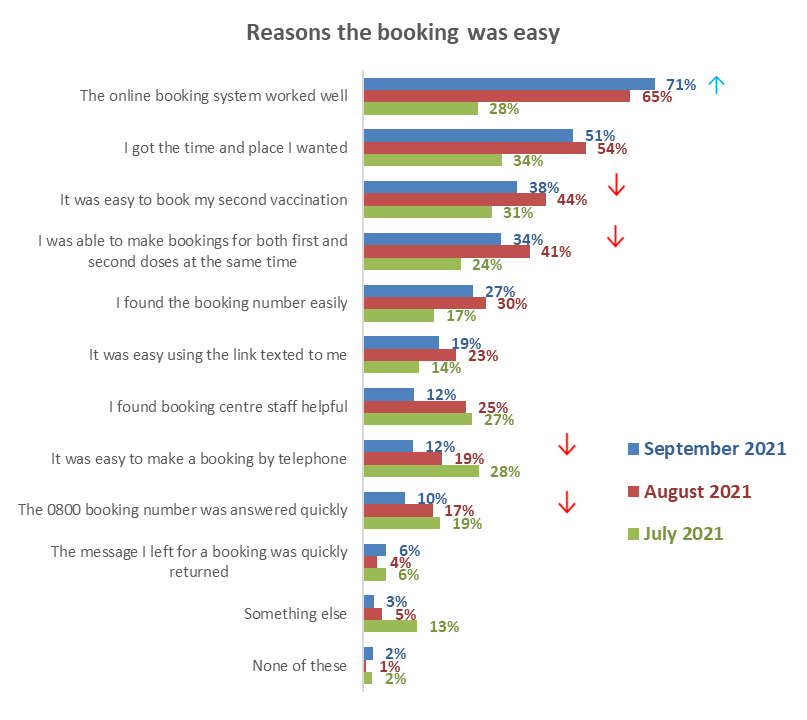 Reasons the booking was easy
The online booking system worked well
71%
65%
28%
I got the time and place I wanted
51%
54%
34%
It was easy to book my second vaccination
38%
44%
31%
I was able to make bookings for both first and
second doses at the same time
34%
41%
24%
I found the booking number easily
27%
30%
17%
It was easy using the link texted to me
19%
23%
14%
I found booking centre staff helpful
12%
25%
27%
It was easy to make a booking by telephone
12%
19%
28%
The 0800 booking number was answered quickly
10%
17%
19%
The message I left for a booking was quickly
returned
6%
4%
6%
Something else
3%
5%
13%
None of these
2%
1%
2%
September 2021
August 2021
July 2021